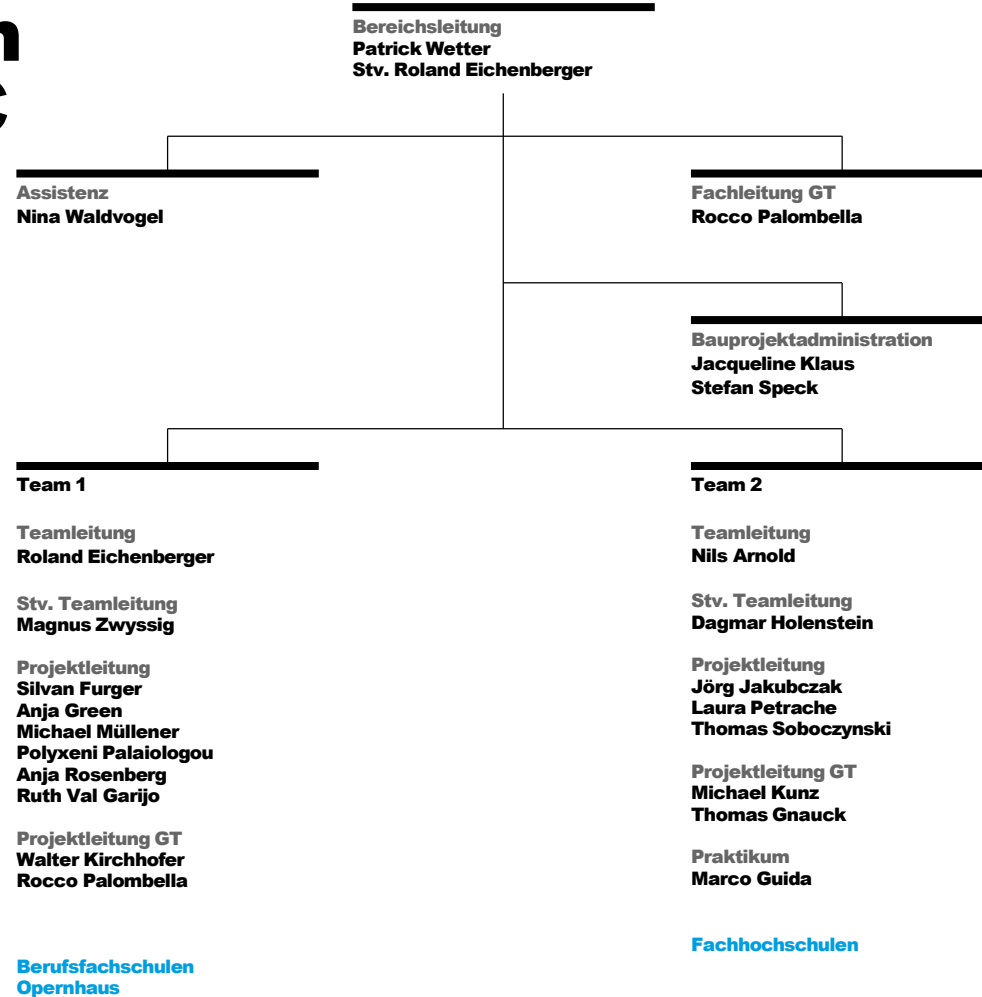 Bereichsleitung
Patrick Wetter
Stv. Roland Eichenberger
Assistenz
Nina Waldvogel
Fachleitung GT
Rocco Palombella
Bauprojektadministration
Jacqueline Klaus
Stefan Speck
Team 1
Teamleitung
Roland Eichenberger
Stv. Teamleitung
Magnus Zwyssig
Projektleitung
Silvan Furger
Anja Green
Michael Müllener
Polyxeni Palaiologou
Anja Rosenberg
Ruth Val Garijo
Projektleitung GT
Walter Kirchhofer
Rocco Palombella
Berufsfachschulen
Opernhaus
Team 2
Teamleitung
Nils Arnold
Stv. Teamleitung
Dagmar Holenstein
Projektleitung
Jörg Jakubczak
Laura Petrache
Thomas Soboczynski
Projektleitung GT
Michael Kunz
Thomas Gnauck
Praktikum
Marco Guida
Fachhochschulen